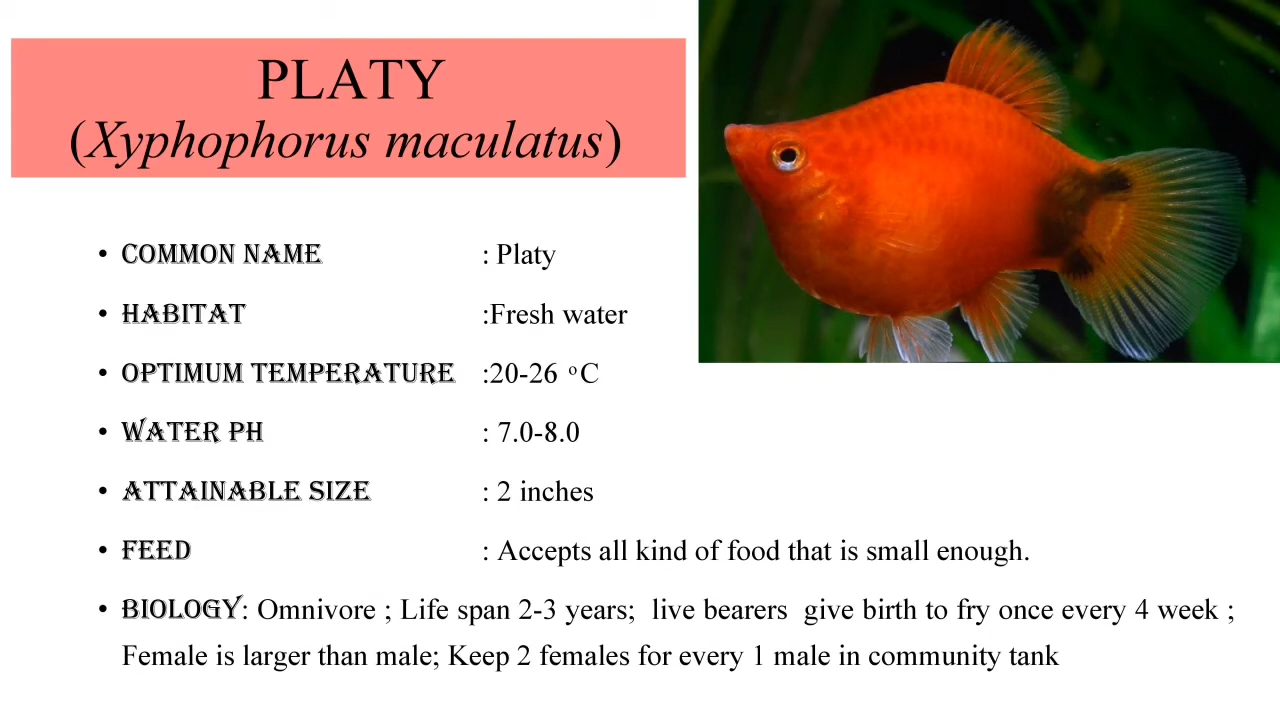 PLATY
(Xyphophorus maculatus)
• COMMON NAME : Platy
• HABITAT :Fresh water
• OPTIMUM TEMPERATURE :20-26 °C
• WATER PH : 7.0-8.0
• ATTAINABLE SIZE : 2 inches
• FEED : Accepts all kind of food that is small enough.
• BIOLOGY: Omnivore ; Life span 2-3 years; live bearers give birth to fry once every 4 week ;
Female is larger than male; Keep 2 females for every 1 male in community tank